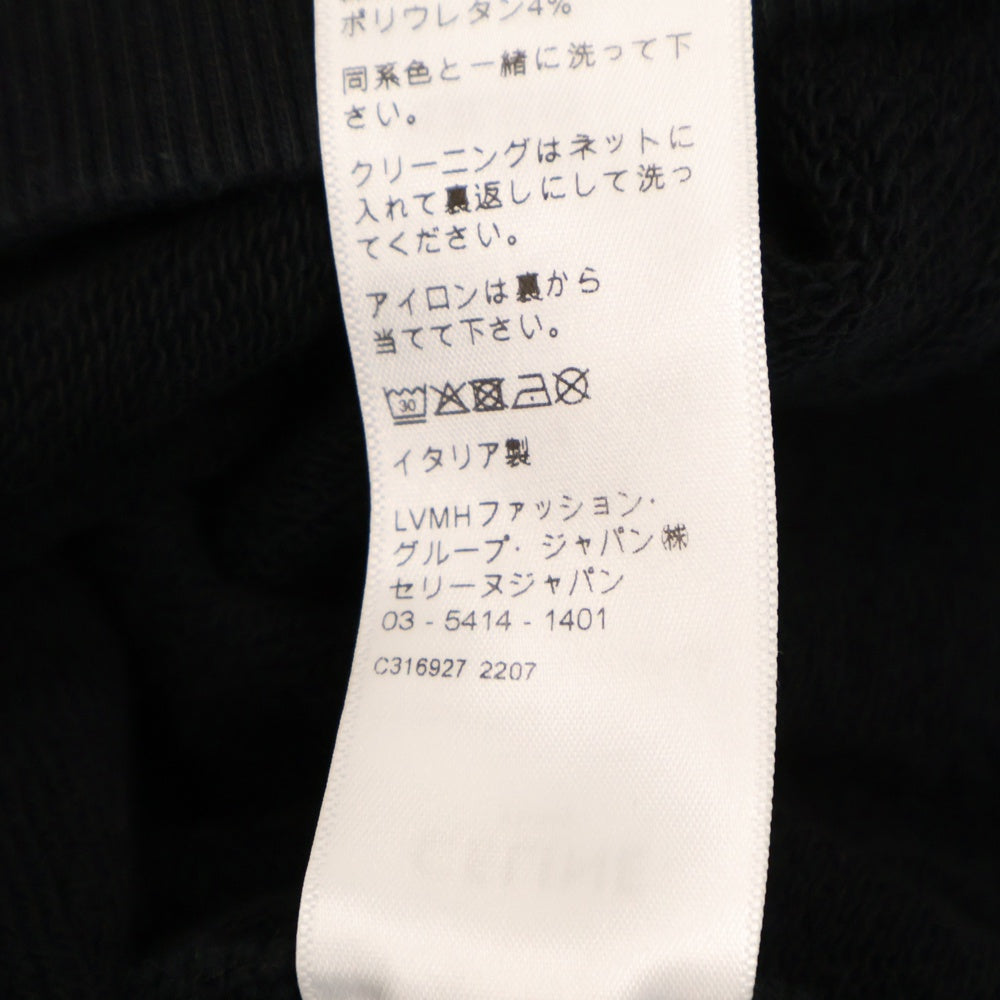 ポリウレタン4%
同系色と一緒に洗って下
さい。
クリーニングはネットに
入れて裏返しにして洗っ
てください。
アイロンは裏から
当てて下さい。
30
イタリア製
LVMHファッション·
グループ· ジャパン㈱
セリーヌジャパン
03 - 5414 - 1401
C316927 2207
CELINE